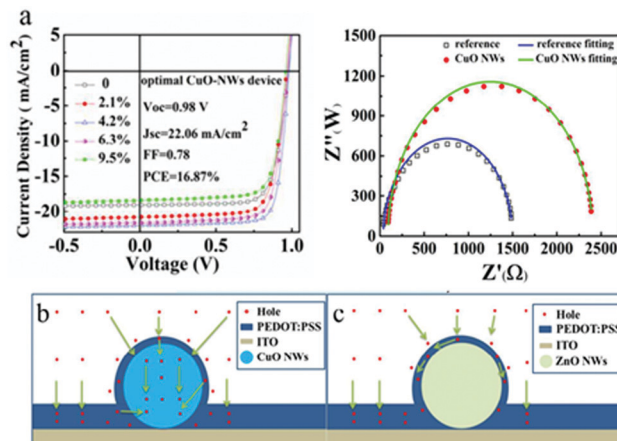 a
5
0
-5
-10
-15
-20
Current Density ( mA/cm²)
0
2.1%
4.2%
6.3%
9.5%
optimal CuO-NWs device
Voc=0.98 V
Jsc=22.06 mA/cm²
FF=0.78
PCE=16.87%
-0.5
0.0
0.5
1.0
Voltage (V)
1500
1200
900
600
300
0
Z''(W)
reference
reference fitting
CuO NWs
CuO NWs fitting
0
500
1000
1500
2000
2500
Z'(Ω)
b
Hole
PEDOT:PSS
ITO
CuO NWs
c
Hole
PEDOT:PSS
ITO
ZnO NWs